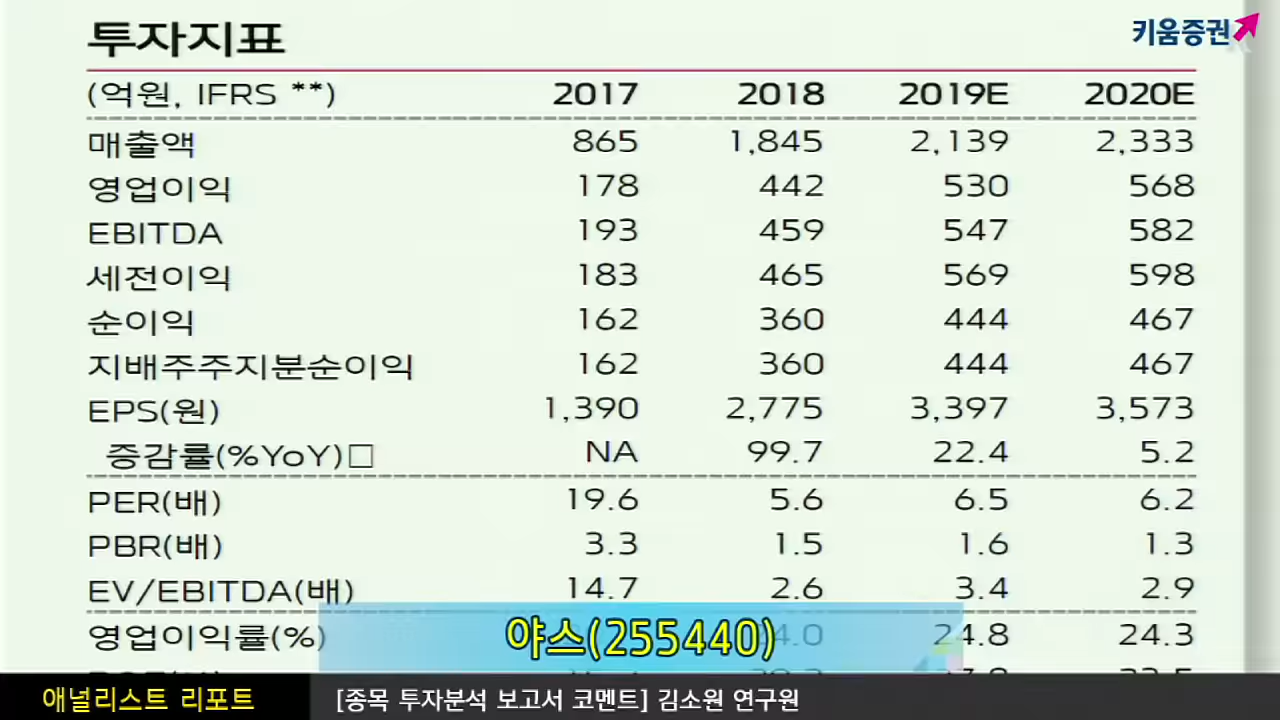 투자지표
키움증권
(억원, IFRS **) 2017 2018 2019E 2020E
매출액 865 1,845 2,139 2,333
영업이익 178 442 530 568
EBITDA 193 459 547 582
세전이익 183 465 569 598
순이익 162 360 444 467
지배주주지분순이익 162 360 444 467
EPS(원) 1,390 2,775 3,397 3,573
증감률(%YoY)□ NA 99.7 22.4 5.2
PER(배) 19.6 5.6 6.5 6.2
PBR(배) 3.3 1.5 1.6 1.3
EV/EBITDA(배) 14.7 2.6 3.4 2.9
영업이익률(%) 24.8 24.3
야스(255440)
애널리스트 리포트 [종목 투자분석 보고서 코멘트] 김소원 연구원